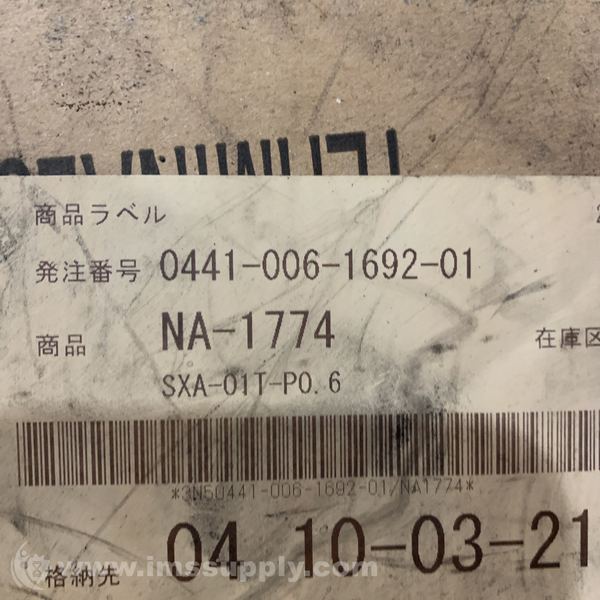 商品ラベル
発注番号 0441-006-1692-01
商品 NA-1774 在庫区
SXA-01T-P0.6
*3N50441-006-1692-01/NA1774*
格納先 04 10-03-21
www.imssupply.com